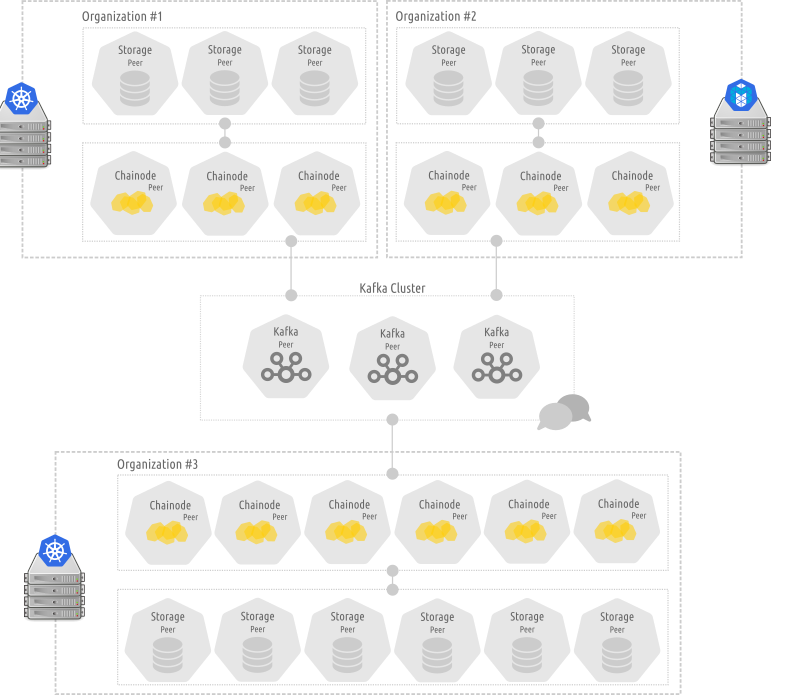 Organization #1
Storage
Peer
Storage
Peer
Storage
Peer
Chainode
Peer
Chainode
Peer
Chainode
Peer
Organization #2
Storage
Peer
Storage
Peer
Storage
Peer
Chainode
Peer
Chainode
Peer
Chainode
Peer
Kafka Cluster
Kafka
Peer
Kafka
Peer
Kafka
Peer
Organization #3
Chainode
Peer
Chainode
Peer
Chainode
Peer
Chainode
Peer
Chainode
Peer
Chainode
Peer
Storage
Peer
Storage
Peer
Storage
Peer
Storage
Peer
Storage
Peer
Storage
Peer